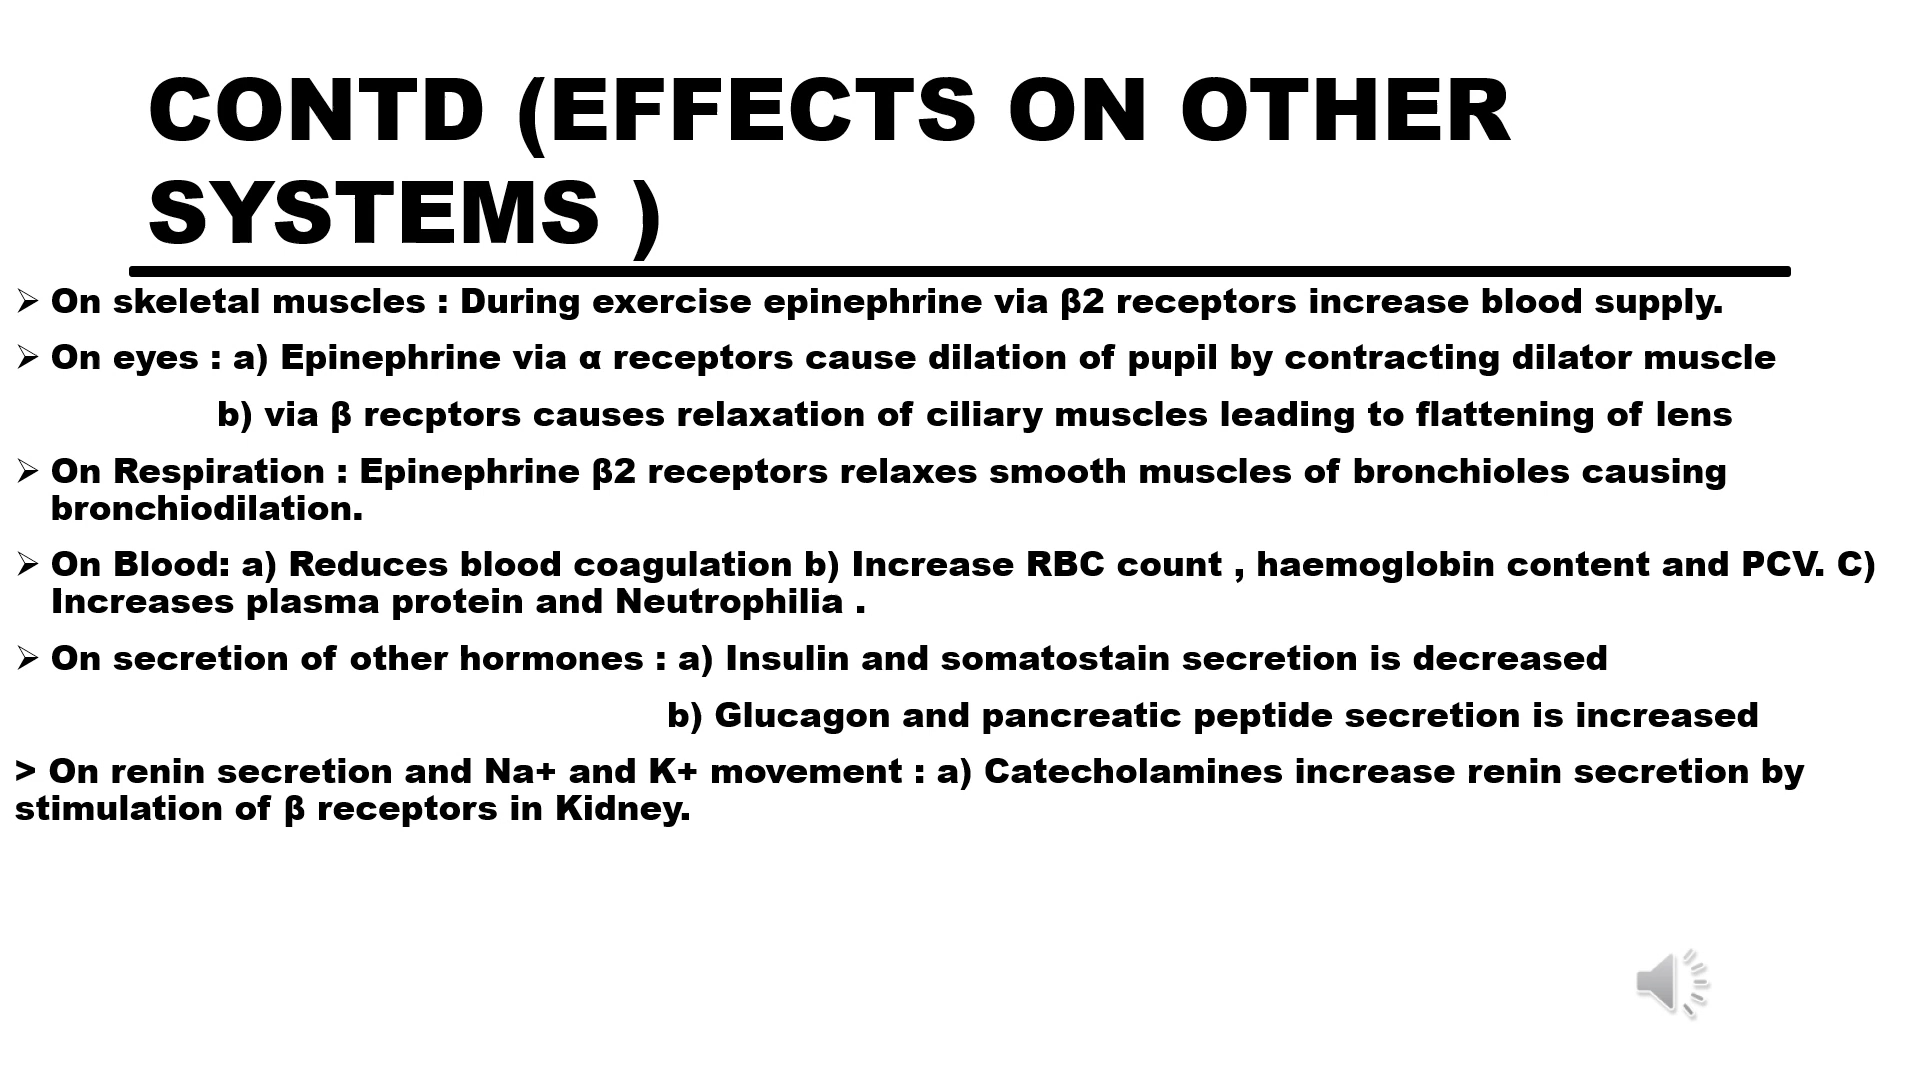 CONTD (EFFECTS ON OTHER
SYSTEMS )
➢ On skeletal muscles : During exercise epinephrine via β2 receptors increase blood supply.
➢ On eyes : a) Epinephrine via α receptors cause dilation of pupil by contracting dilator muscle
b) via β recptors causes relaxation of ciliary muscles leading to flattening of lens
➢ On Respiration : Epinephrine β2 receptors relaxes smooth muscles of bronchioles causing
bronchiodilation.
➢ On Blood: a) Reduces blood coagulation b) Increase RBC count , haemoglobin content and PCV. C)
Increases plasma protein and Neutrophilia .
➢ On secretion of other hormones : a) Insulin and somatostain secretion is decreased
b) Glucagon and pancreatic peptide secretion is increased
> On renin secretion and Na+ and K+ movement : a) Catecholamines increase renin secretion by
stimulation of β receptors in Kidney.